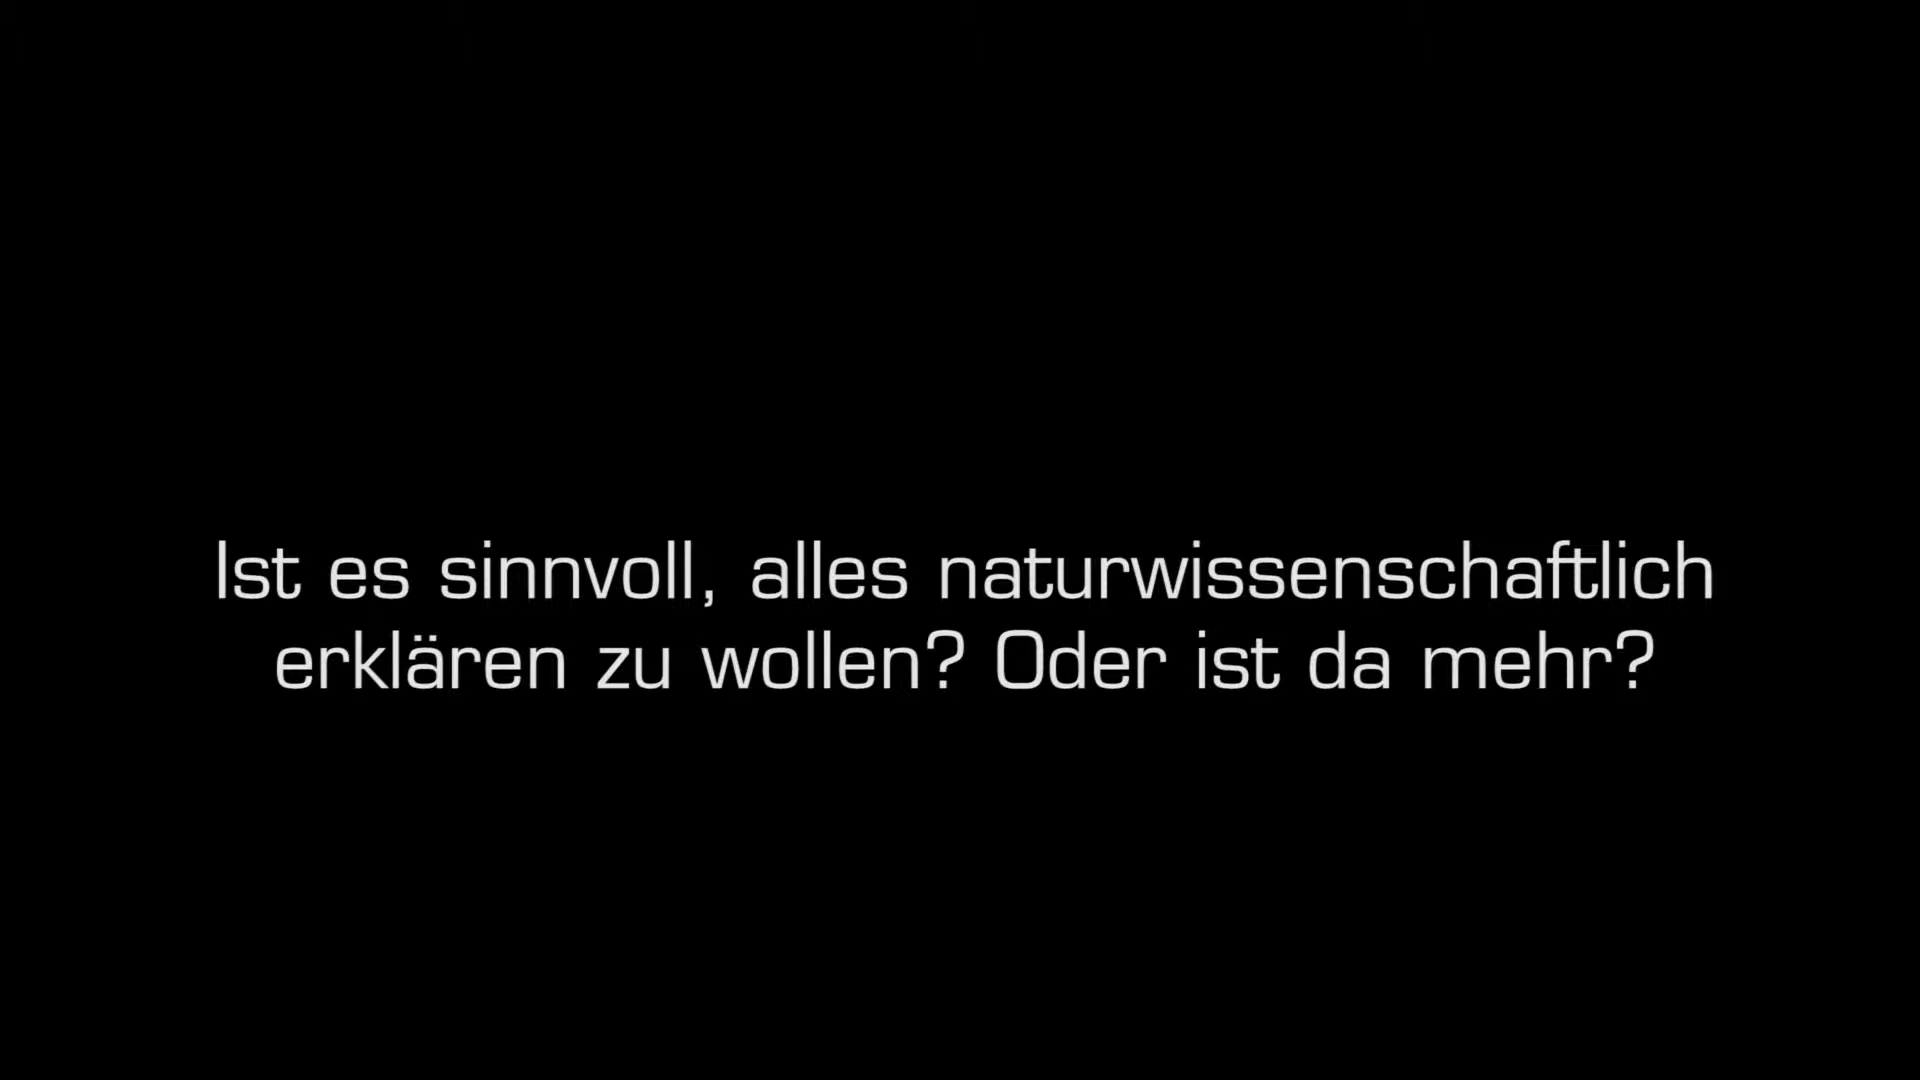 Ist es sinnvoll, alles naturwissenschaftlich
erklären zu wollen? Oder ist da mehr?